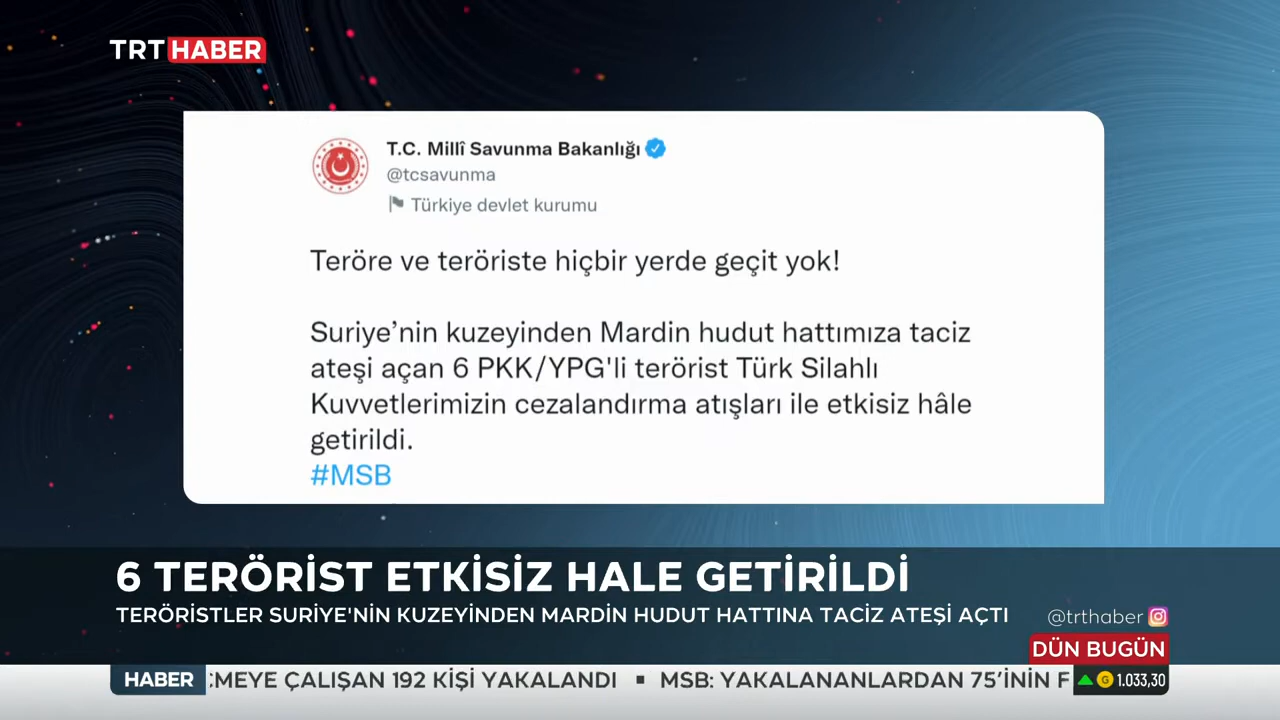 TRT HABER
T.C. Millî Savunma Bakanlığı
@tcsavunma
Türkiye devlet kurumu
Teröre ve teröriste hiçbir yerde geçit yok!
Suriye’nin kuzeyinden Mardin hudut hattımıza taciz
ateşi açan 6 PKK/YPG'li terörist Türk Silahlı
Kuvvetlerimizin cezalandırma atışları ile etkisiz hâle
getirildi.
#MSB
6 TERÖRİST ETKİSİZ HALE GETİRİLDİ
TERÖRİSTLER SURİYE'NİN KUZEYİNDEN MARDİN HUDUT HATTINA TACİZ ATEŞİ AÇTI
@trthaber
DÜN BUGÜN
HABER MEYE ÇALIŞAN 192 KİŞİ YAKALANDI ▪ MSB: YAKALANANLARDAN 75’İNİN F G 1.033,30